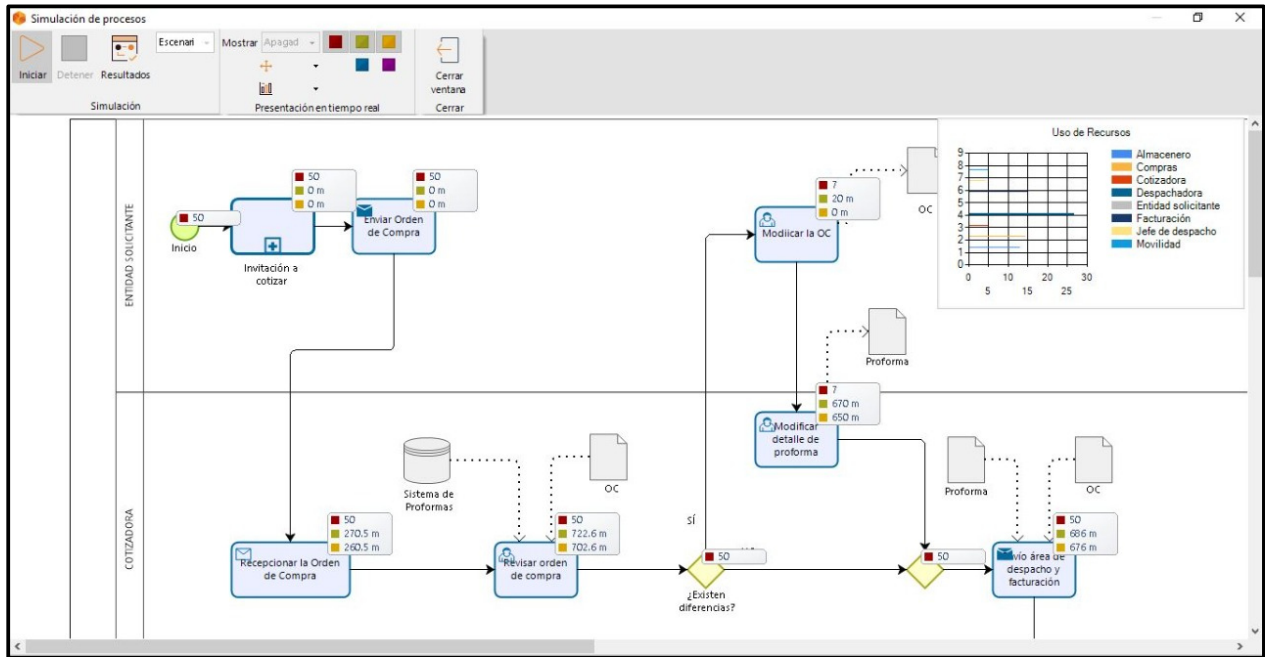 Simulación de procesos
Iniciar
Detener
Resultados
Escenari
Simulación
Mostrar
Apagad
Presentación en tiempo real
Cerrar
ventana
Cerrar
ENTIDAD SOLICITANTE
50
Inicio
50
0 m
0 m
Invitación a
cotizar
50
0 m
0 m
Enviar Orden
de Compra
7
20 m
0 m
Modiicar la OC
OC
Uso de Recursos
9
8
7
6
5
4
3
2
1
0
0
10
20
30
5
15
25
Almacenero
Compras
Cotizadora
Despachadora
Entidad solicitante
Facturación
Jefe de despacho
Movilidad
Proforma
COTIZADORA
7
670 m
650 m
Modificar
detalle de
proforma
Sistema de
Proformas
OC
Proforma
OC
50
270.5 m
260.5 m
Recepcionar la Orden
de Compra
50
722.6 m
702.6 m
Revisar orden
de compra
SÍ
50
¿Existen
diferencias?
50
50
686 m
676 m
área de
despacho y
facturación